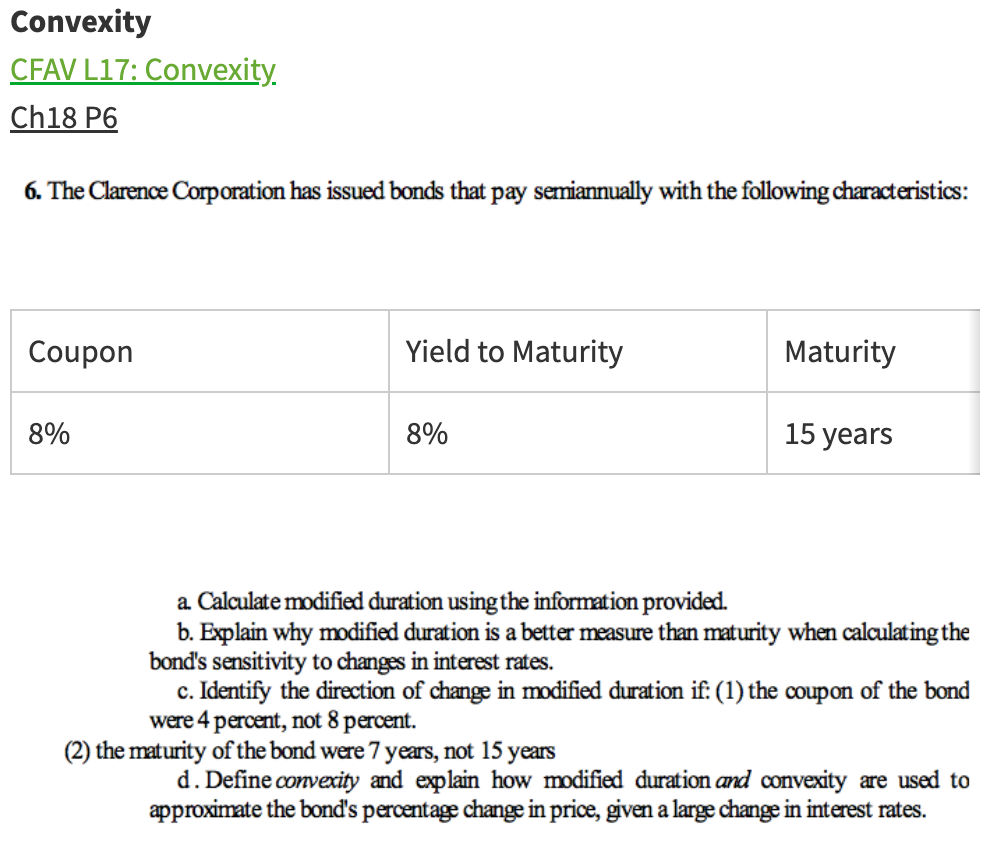 Convexity
CFAV L17: Convexity
Ch18 P6
6. The Clarence Corporation has issued bonds that pay semiannually with the following characteristics:
Coupon Yield to Maturity Maturity
8% 8% 15 years
a. Calculate modified duration using the information provided.
b. Explain why modified duration is a better measure than maturity when calculating the
bond's sensitivity to changes in interest rates.
c. Identify the direction of change in modified duration if: (1) the coupon of the bond
were 4 percent, not 8 percent.
(2) the maturity of the bond were 7 years, not 15 years
d. Define convexity and explain how modified duration and convexity are used to
approximate the bond's percentage change in price, given a large change in interest rates.